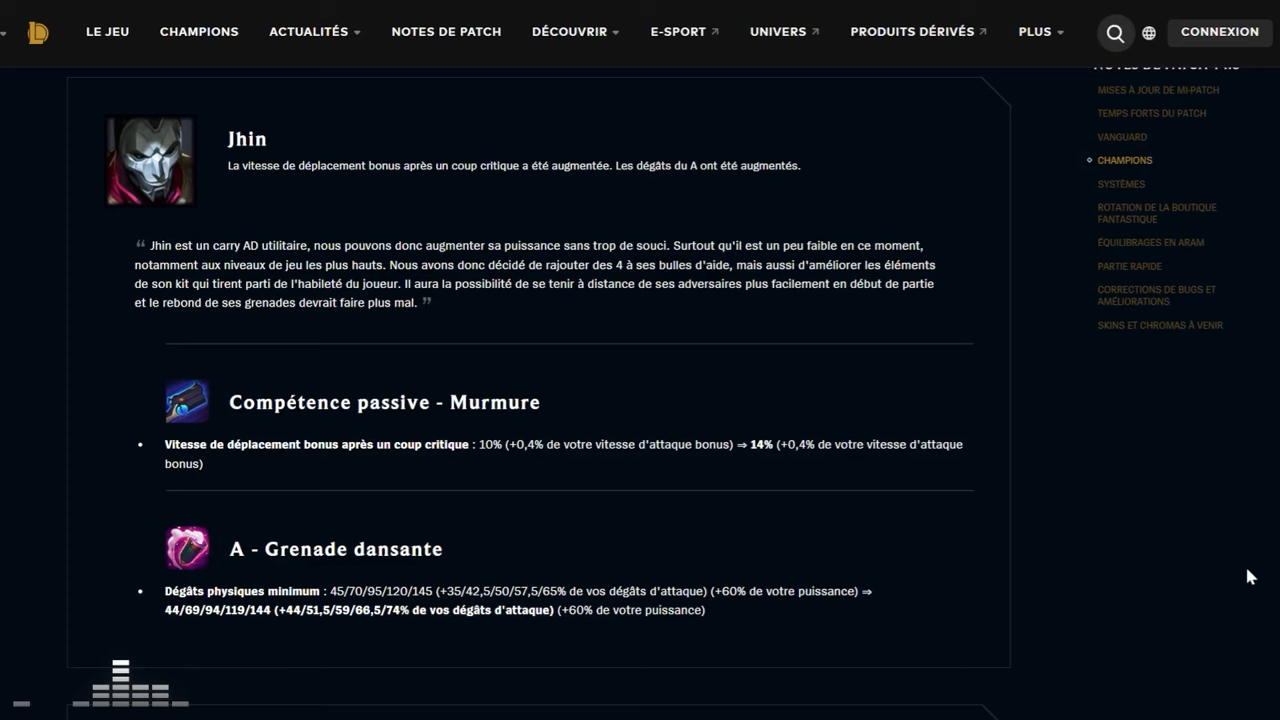 LE JEU CHAMPIONS ACTUALITÉS NOTES DE PATCH DÉCOUVRIR E-SPORT UNIVERS PRODUITS DÉRIVÉS PLUS CONNEXION
MISES À JOUR DE MI-PATCH
TEMPS FORTS DU PATCH
VANGUARD
CHAMPIONS
SYSTÈMES
ROTATION DE LA BOUTIQUE
FANTASTIQUE
ÉQUILIBRAGES EN ARAM
PARTIE RAPIDE
CORRECTIONS DE BUGS ET
AMÉLIORATIONS
SKINS ET CHROMAS À VENIR
Jhin
La vitesse de déplacement bonus après un coup critique a été augmentée. Les dégâts du A ont été augmentés.
“ Jhin est un carry AD utilitaire, nous pouvons donc augmenter sa puissance sans trop de souci. Surtout qu'il est un peu faible en ce moment,
notamment aux niveaux de jeu les plus hauts. Nous avons donc décidé de rajouter des 4 à ses bulles d'aide, mais aussi d'améliorer les éléments
de son kit qui tirent parti de l'habileté du joueur. Il aura la possibilité de se tenir à distance de ses adversaires plus facilement en début de partie
et le rebond de ses grenades devrait faire plus mal. ”
Compétence passive - Murmure
• Vitesse de déplacement bonus après un coup critique : 10% (+0,4% de votre vitesse d'attaque bonus) ⇒ 14% (+0,4% de votre vitesse d'attaque
bonus)
A - Grenade dansante
• Dégâts physiques minimum : 45/70/95/120/145 (+35/42,5/50/57,5/65% de vos dégâts d'attaque) (+60% de votre puissance) ⇒
44/69/94/119/144 (+44/51,5/59/66,5/74% de vos dégâts d'attaque) (+60% de votre puissance)